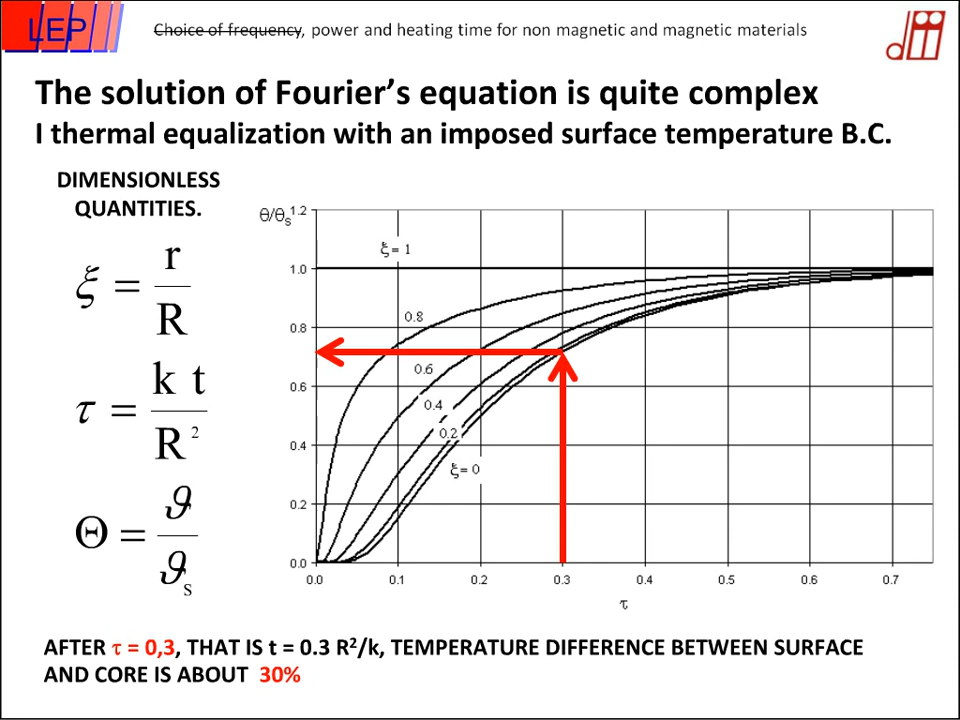 LEP
Choice of frequency, power and heating time for non magnetic and magnetic materials
The solution of Fourier’s equation is quite complex
I thermal equalization with an imposed surface temperature B.C.
DIMENSIONLESS
QUANTITIES.
ξ = r / R
τ = k t / R²
Θ = ϑ / ϑS
θ/θs
1.2
1.0
0.8
0.6
0.4
0.2
0.0
ξ = 1
0.8
0.6
0.4
0.2
ξ = 0
0.0 0.1 0.2 0.3 0.4 0.5 0.6 0.7
τ
AFTER τ = 0,3, THAT IS t = 0.3 R²/k, TEMPERATURE DIFFERENCE BETWEEN SURFACE
AND CORE IS ABOUT 30%